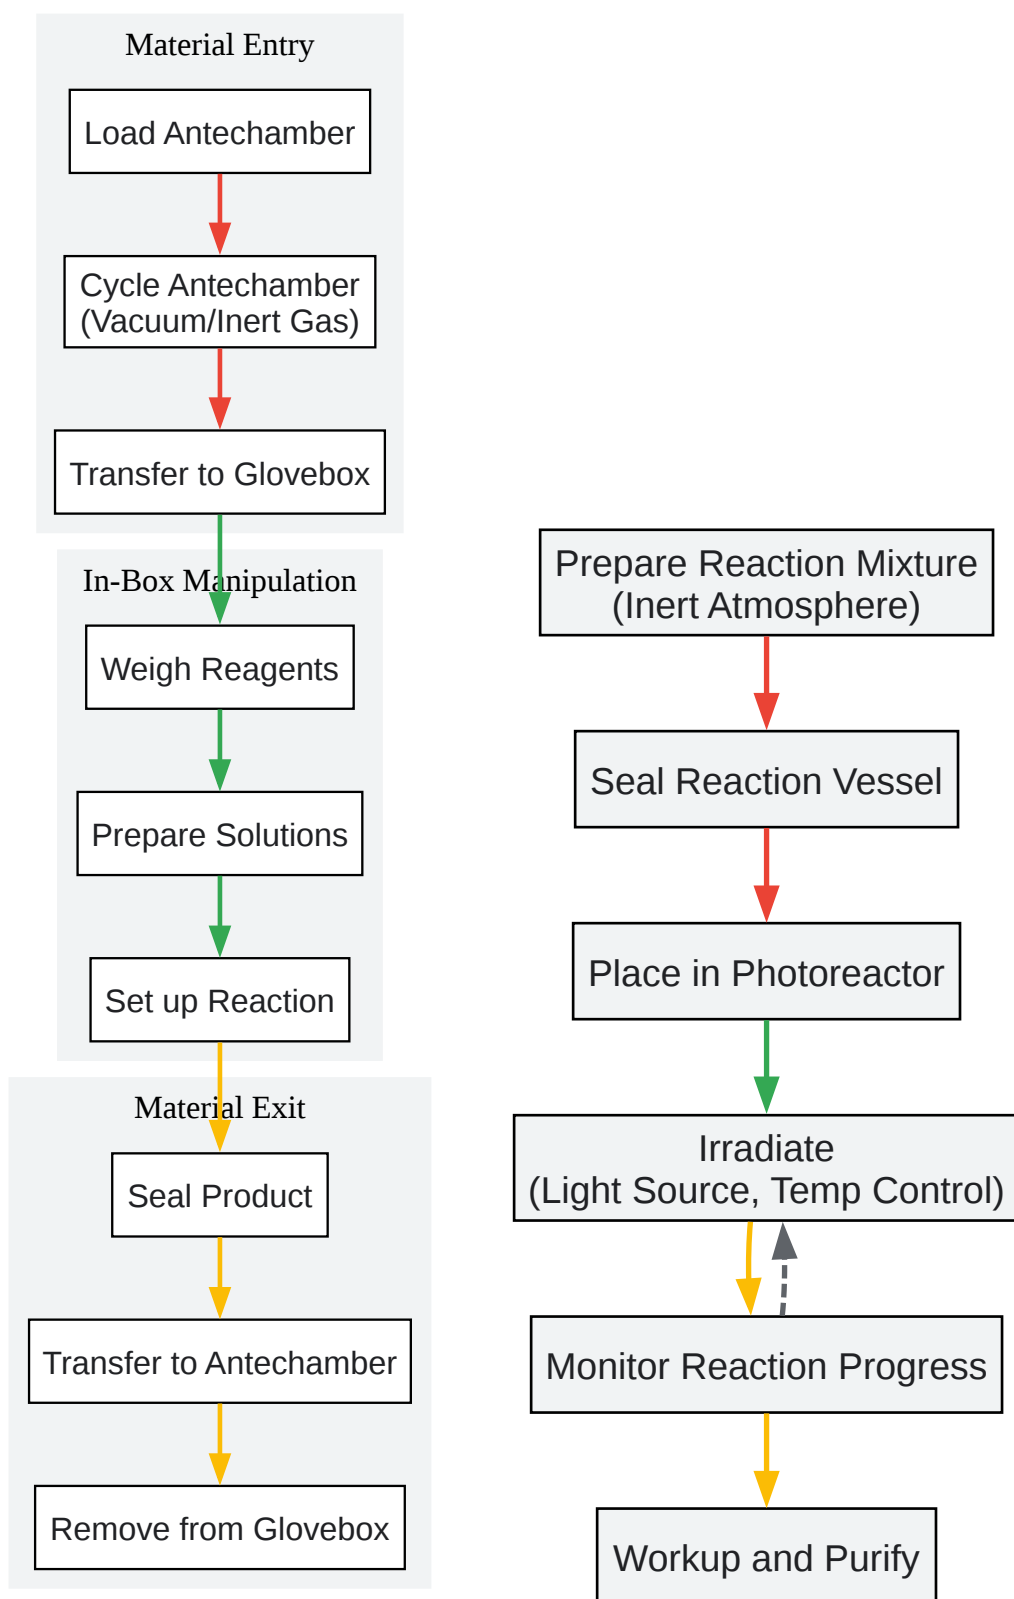 Material Entry
Load Antechamber
Cycle Antechamber
(Vacuum/Inert Gas)
Transfer to Glovebox
In-Box Manipulation
Weigh Reagents
Prepare Solutions
Set up Reaction
Material Exit
Seal Product
Transfer to Antechamber
Remove from Glovebox
Prepare Reaction Mixture
(Inert Atmosphere)
Seal Reaction Vessel
Place in Photoreactor
Irradiate
(Light Source, Temp Control)
Monitor Reaction Progress
Workup and Purify